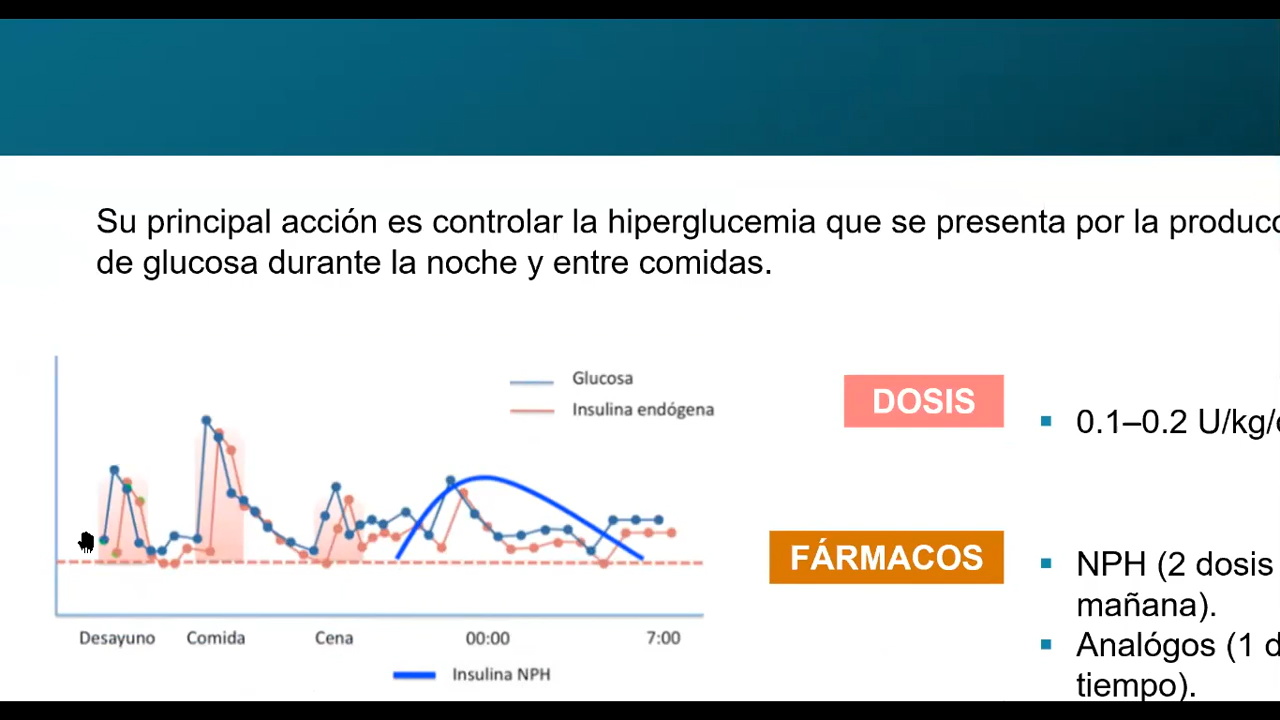 Su principal acción es controlar la hiperglucemia que se presenta por la
de glucosa durante la noche y entre comidas.
Glucosa
Insulina endógena
Desayuno Comida Cena 00:00 7:00
Insulina NPH
DOSIS
0.1–0.2 U/kg/
FÁRMACOS
NPH (2 dosis
mañana).
Analógos (1
tiempo).